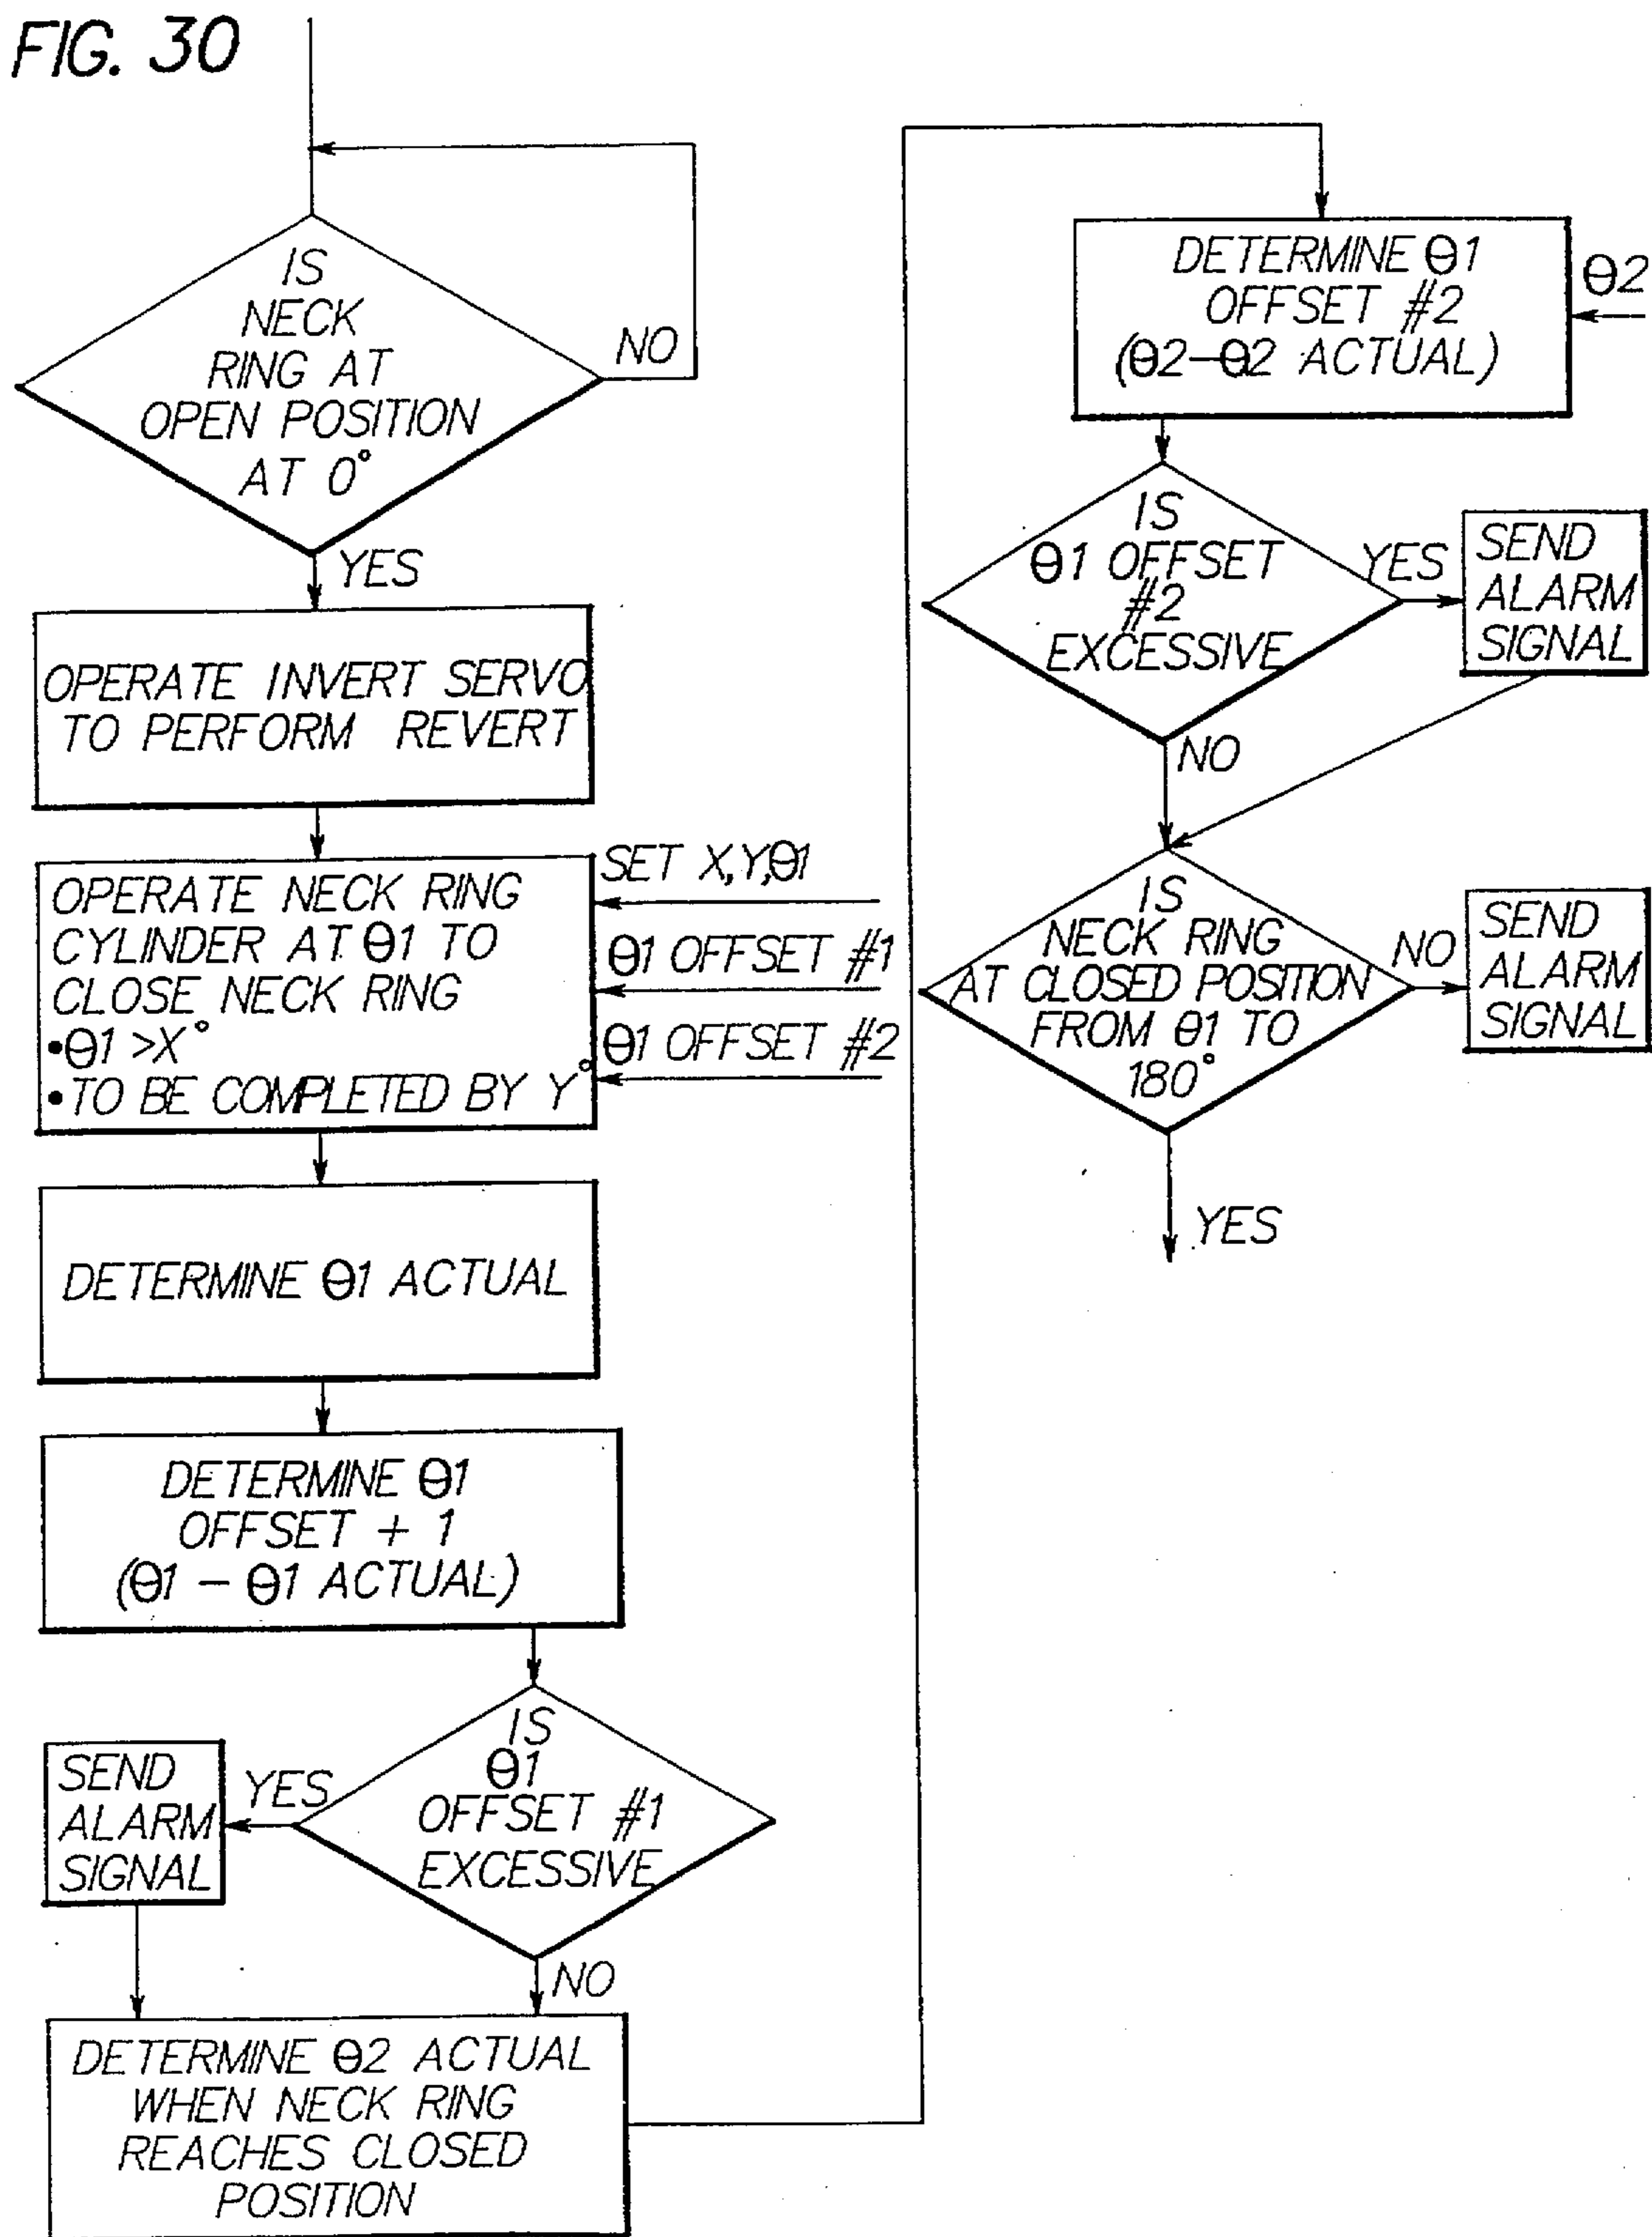 FIG. 30
IS
NECK
RING AT
OPEN POSITION
AT 0°
NO
YES
OPERATE INVERT SERVO
TO PERFORM REVERT
OPERATE NECK RING
CYLINDER AT Θ1 TO
CLOSE NECK RING
•Θ1 >X°
•TO BE COMPLETED BY Y°
SET X,Y,Θ1
Θ1 OFFSET #1
Θ1 OFFSET #2
DETERMINE Θ1 ACTUAL
DETERMINE Θ1
OFFSET + 1
(Θ1 – Θ1 ACTUAL)
IS
Θ1
OFFSET #1
EXCESSIVE
YES
SEND
ALARM
SIGNAL
NO
DETERMINE Θ2 ACTUAL
WHEN NECK RING
REACHES CLOSED
POSITION
DETERMINE Θ1
OFFSET #2
(Θ2–Θ2 ACTUAL)
Θ2
IS
Θ1 OFFSET
#2
EXCESSIVE
YES
SEND
ALARM
SIGNAL
NO
IS
NECK RING
AT CLOSED POSITION
FROM Θ1 TO
180°
NO
SEND
ALARM
SIGNAL
YES